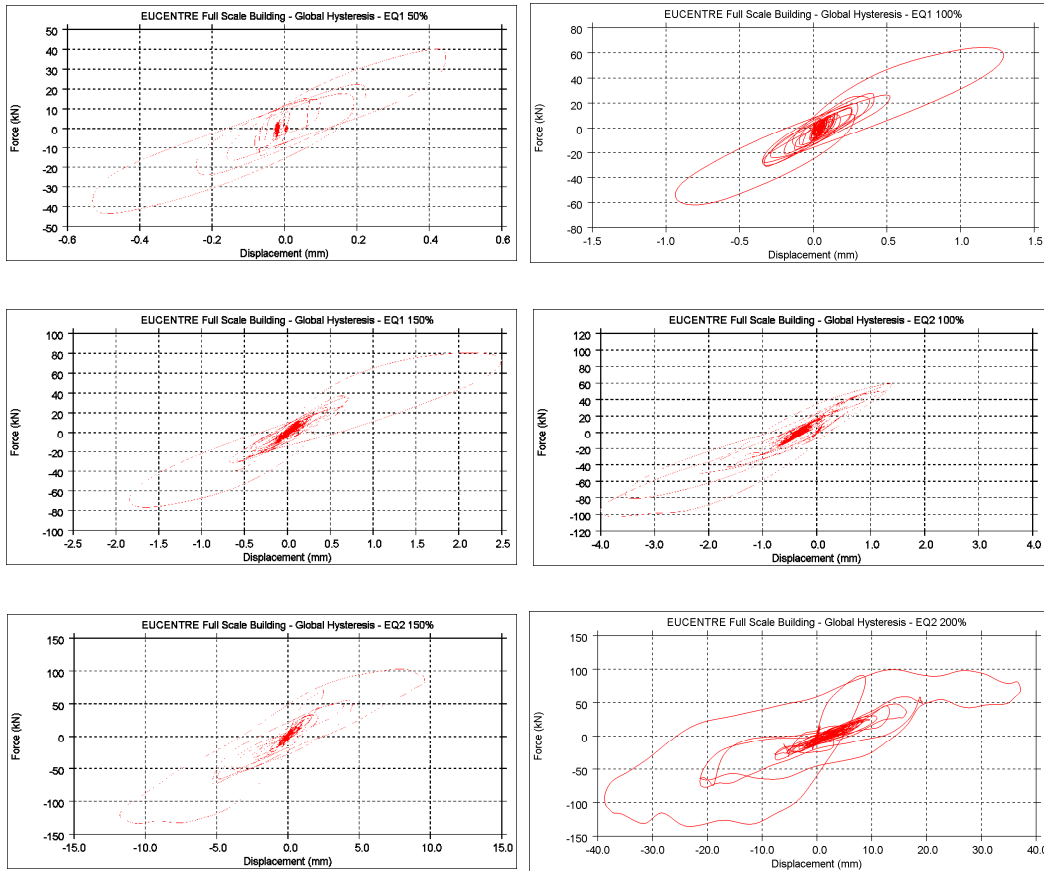 EUCENTRE Full Scale Building - Global Hysteresis - EQ1 50%
Force (kN)
50
40
30
20
10
0
-10
-20
-30
-40
-50
-0.6 -0.4 -0.2 0.0 0.2 0.4 0.6
Displacement (mm)
EUCENTRE Full Scale Building - Global Hysteresis - EQ1 100%
Force (kN)
80
60
40
20
0
-20
-40
-60
-80
-1.5 -1.0 -0.5 0.0 0.5 1.0 1.5
Displacement (mm)
EUCENTRE Full Scale Building - Global Hysteresis - EQ1 150%
Force (kN)
100
80
60
40
20
0
-20
-40
-60
-80
-100
-2.5 -2.0 -1.5 -1.0 -0.5 0.0 0.5 1.0 1.5 2.0 2.5
Displacement (mm)
EUCENTRE Full Scale Building - Global Hysteresis - EQ2 100%
Force (kN)
120
100
80
60
40
20
0
-20
-40
-60
-80
-100
-120
-4.0 -3.0 -2.0 -1.0 0.0 1.0 2.0 3.0 4.0
Displacement (mm)
EUCENTRE Full Scale Building - Global Hysteresis - EQ2 150%
Force (kN)
150
100
50
0
-50
-100
-150
-15.0 -10.0 -5.0 0.0 5.0 10.0 15.0
Displacement (mm)
EUCENTRE Full Scale Building - Global Hysteresis - EQ2 200%
Force (kN)
150
100
50
0
-50
-100
-150
-40.0 -30.0 -20.0 -10.0 0.0 10.0 20.0 30.0 40.0
Displacement (mm)